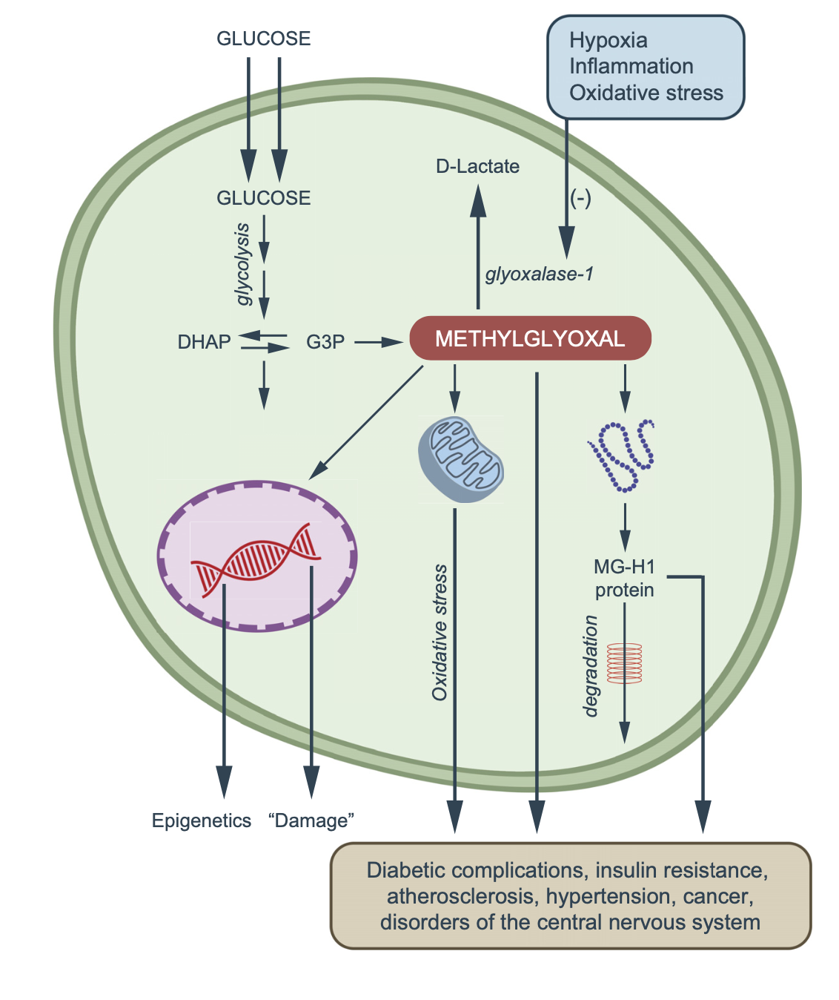 GLUCOSE
Hypoxia
Inflammation
Oxidative stress
D-Lactate
GLUCOSE
(-)
glycolysis
glyoxalase-1
DHAP
G3P
METHYLGLYOXAL
MG-H1
protein
Oxidative stress
degradation
Epigenetics
“Damage”
Diabetic complications, insulin resistance,
atherosclerosis, hypertension, cancer,
disorders of the central nervous system